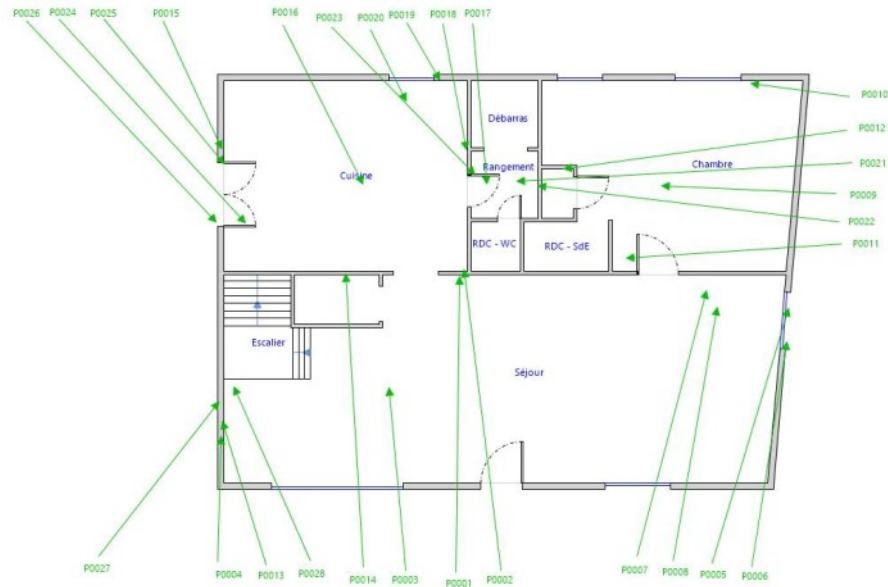 P0026
P0024
P0025
P0015
P0016
P0023
P0020
P0019
P0018
P0017
P0010
Débarras
P0012
Cuisine
Rangement
Chambre
P0021
P0009
P0022
RDC - WC
RDC - SdE
P0011
Escalier
Séjour
P0027
P0004
P0013
P0028
P0014
P0003
P0001
P0002
P0007
P0008
P0005
P0006